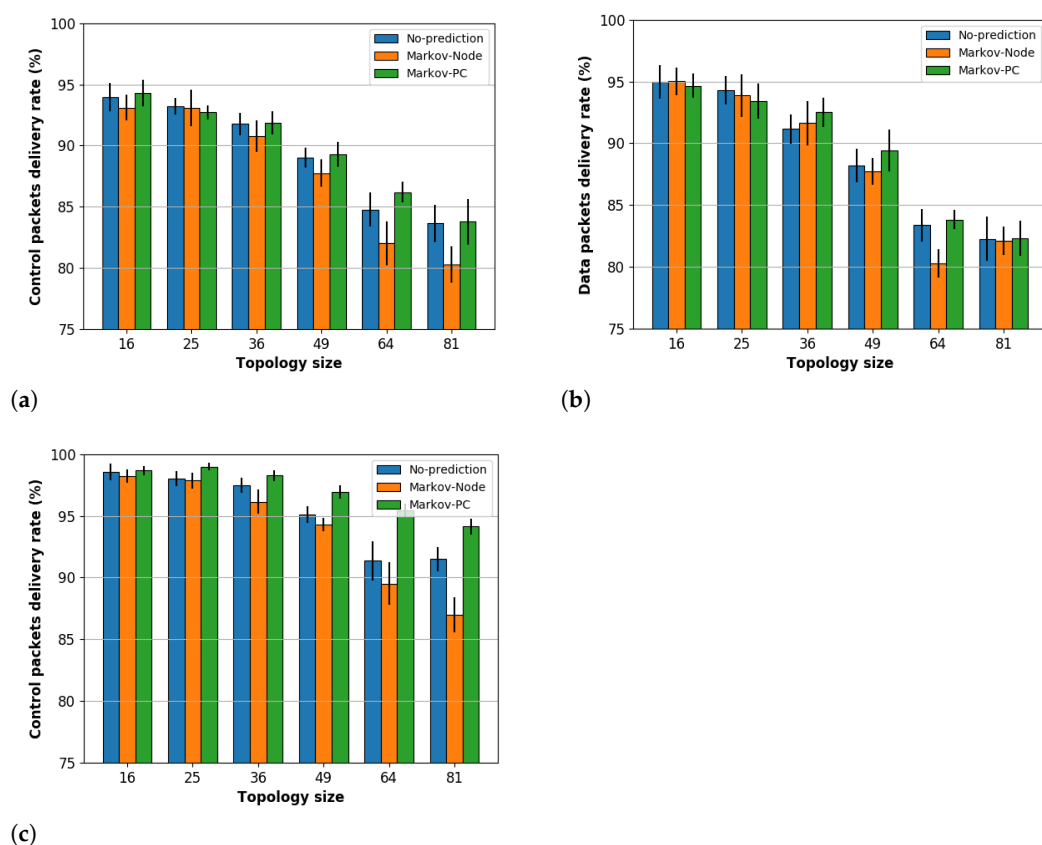 100
95
90
85
80
75
Control packets delivery rate (%)
No-prediction
Markov-Node
Markov-PC
16 25 36 49 64 81
Topology size
(a)
100
95
90
85
80
75
Data packets delivery rate (%)
No-prediction
Markov-Node
Markov-PC
16 25 36 49 64 81
Topology size
(b)
100
95
90
85
80
75
Control packets delivery rate (%)
No-prediction
Markov-Node
Markov-PC
16 25 36 49 64 81
Topology size
(c)